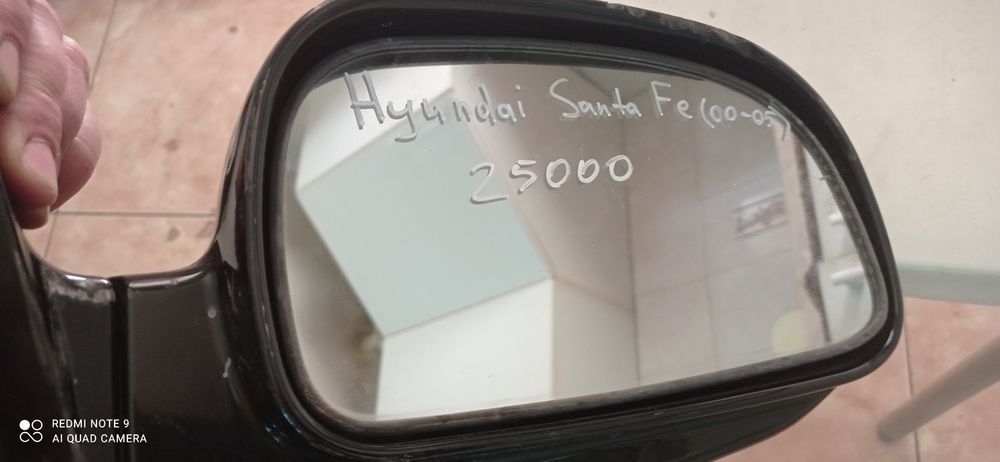 Hyundai Santa Fe (00-05)
25000
REDMI NOTE 9
AI QUAD CAMERA